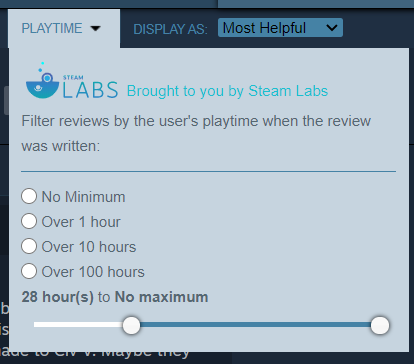 PLAYTIME DISPLAY AS: Most Helpful
STEAM
LABS Brought to you by Steam Labs
Filter reviews by the user's playtime when the review
was written:
No Minimum
Over 1 hour
Over 10 hours
Over 100 hours
28 hour(s) to No maximum
to Civ V. Maybe they